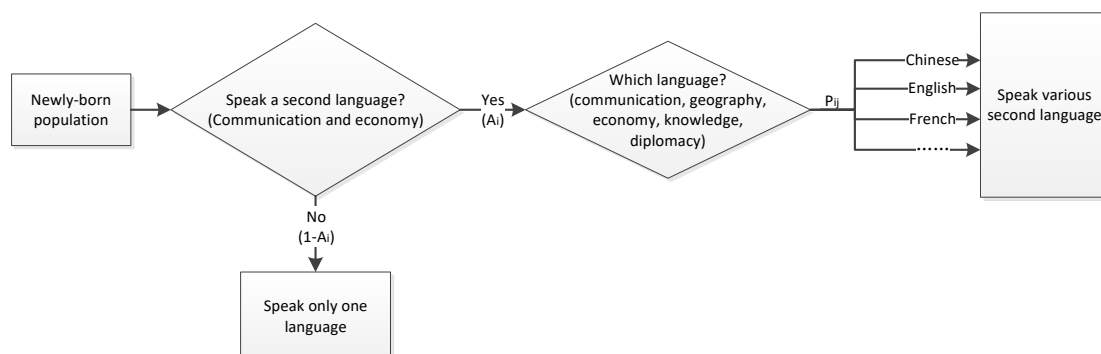 Newly-born
population
Speak a second language?
(Communication and economy)
Yes
(Ai)
No
(1-Ai)
Speak only one
language
Which language?
(communication, geography,
economy, knowledge,
diplomacy)
Pij
Chinese
English
French
······
Speak various
second language